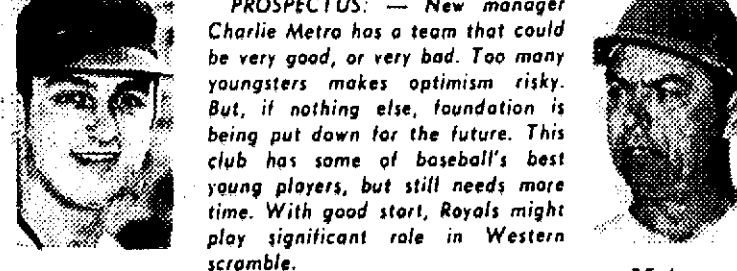 PROSPECTUS: — New manager
Charlie Metro has a team that could
be very good, or very bad. Too many
youngsters makes optimism risky.
But, if nothing else, foundation is
being put down for the future. This
club has some of baseball's best
young players, but still needs more
time. With good start, Royals might
play significant role in Western
scramble.